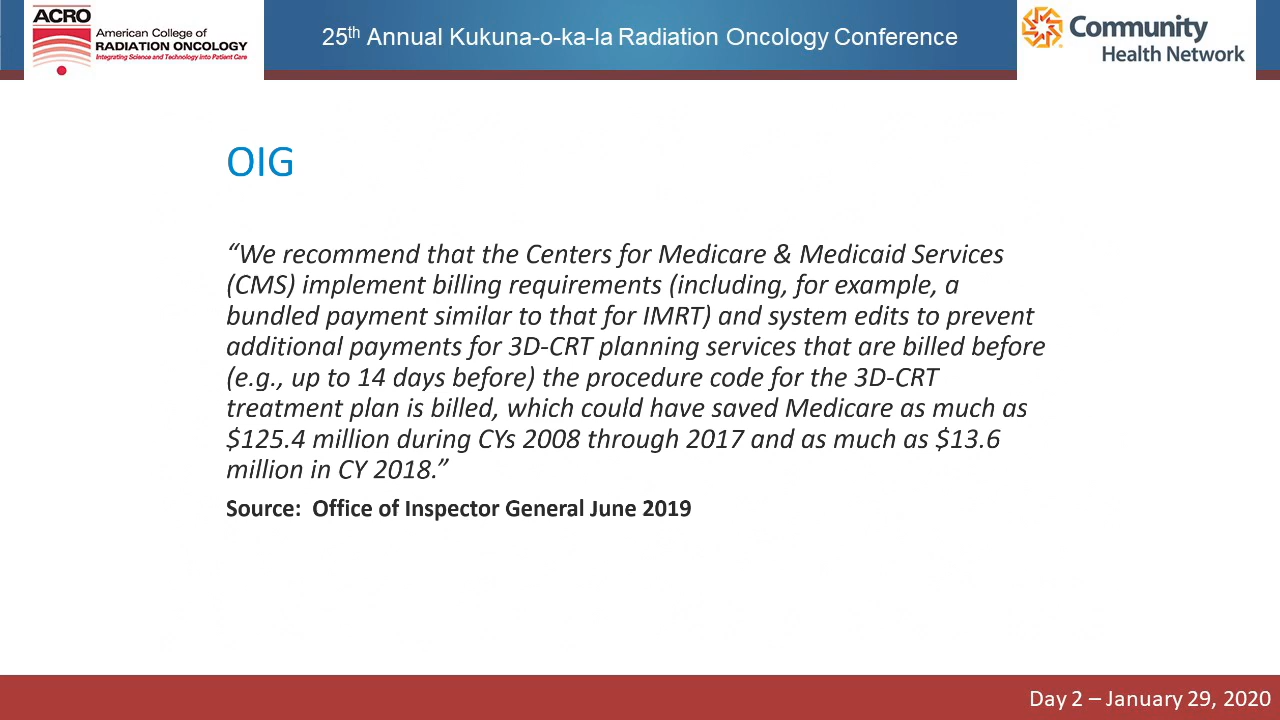 ACRO
American College of
RADIATION ONCOLOGY
Integrating Science and Technology Into Patient Care
25th Annual Kukuna-o-ka-la Radiation Oncology Conference
Community
Health Network
OIG
“We recommend that the Centers for Medicare & Medicaid Services
(CMS) implement billing requirements (including, for example, a
bundled payment similar to that for IMRT) and system edits to prevent
additional payments for 3D-CRT planning services that are billed before
(e.g., up to 14 days before) the procedure code for the 3D-CRT
treatment plan is billed, which could have saved Medicare as much as
$125.4 million during CYs 2008 through 2017 and as much as $13.6
million in CY 2018.”
Source:  Office of Inspector General June 2019
Day 2 – January 29, 2020